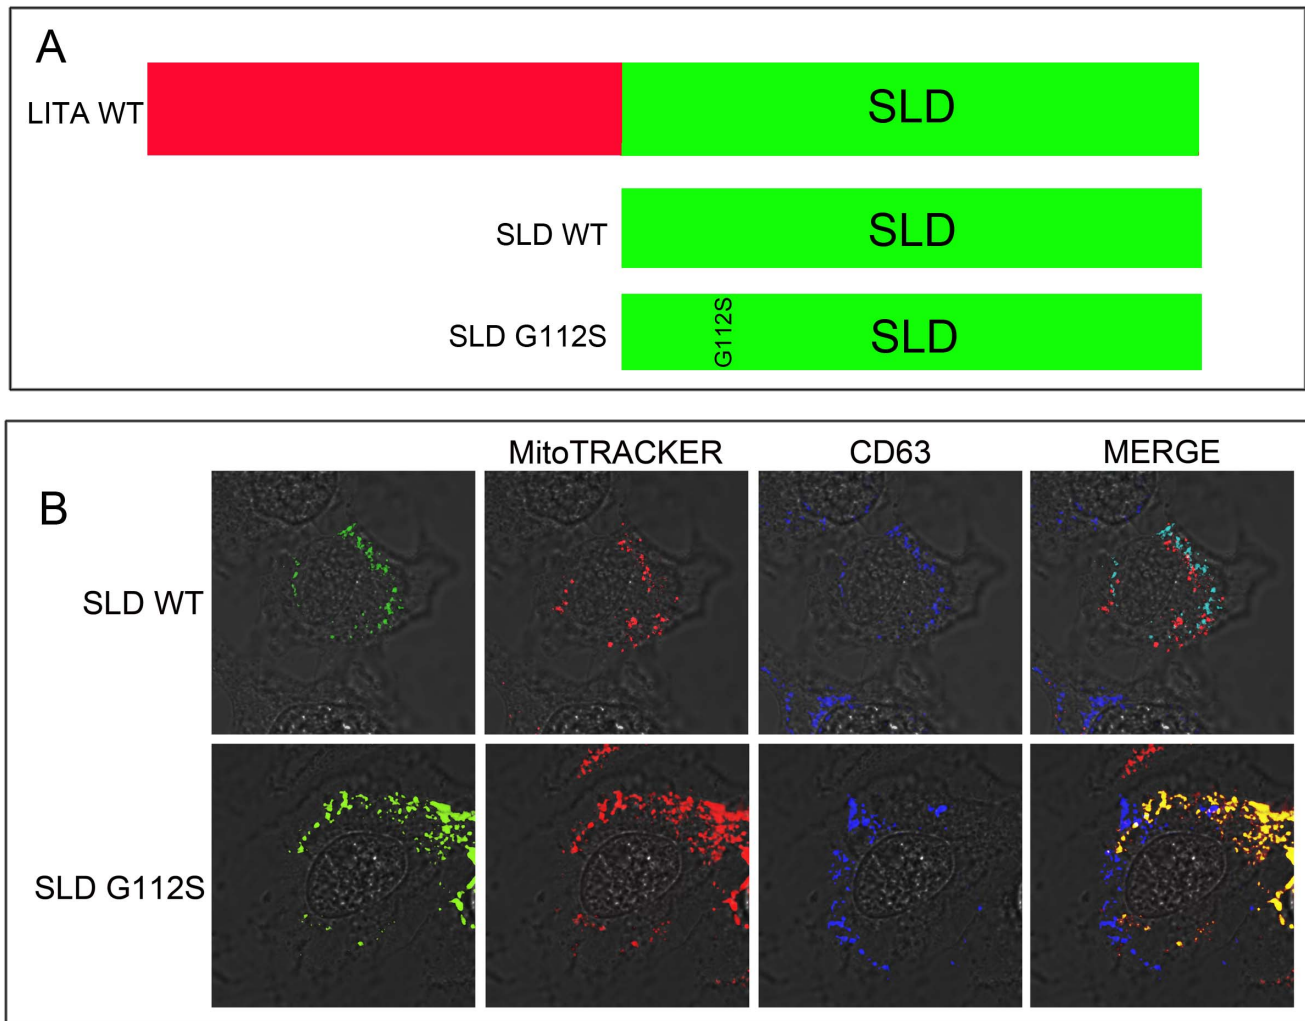 A
LITA WT
SLD
SLD WT
SLD
SLD G112S
G112S
SLD
B
MitoTRACKER
CD63
MERGE
SLD WT
SLD G112S